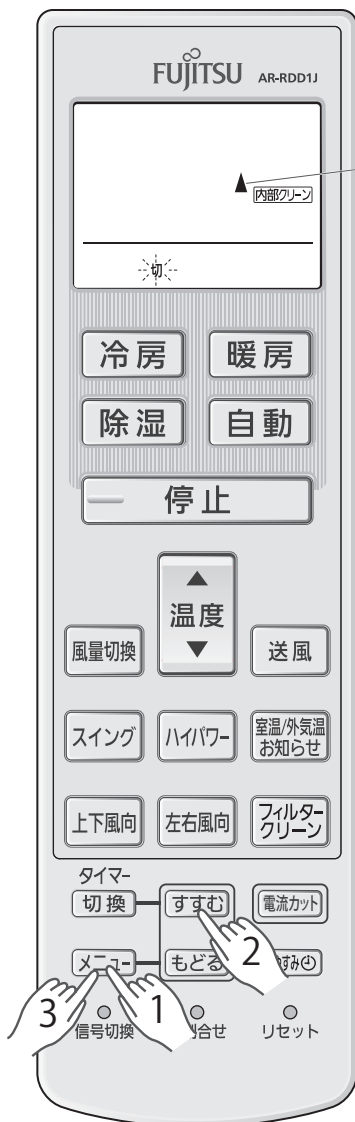 FUJITSU AR-RDD1J
▲
内部クリーン
切
冷房 暖房
除湿 自動
停止
▲
温度
▼
風量切換 送風
スイング ハイパワー 室温/外気温
お知らせ
上下風向 左右風向 フィルター
クリーン
タイマー
切換 すすむ 電流カット
メニュー もどる すみ
3 1 2
信号切換 合せ リセット